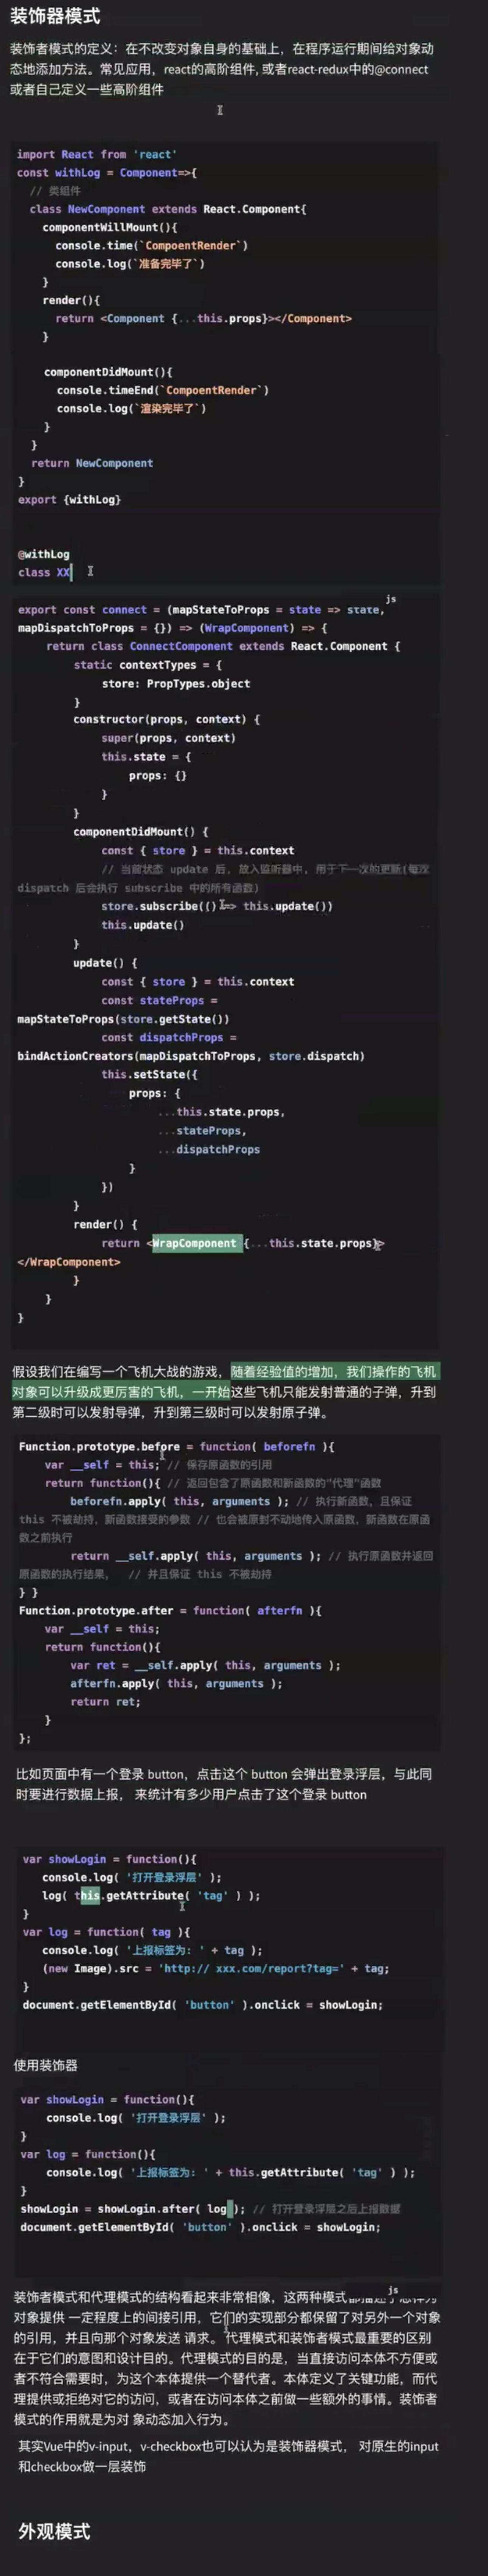 装饰器模式
装饰者模式的定义：在不改变对象自身的基础上，在程序运行期间给对象动
态地添加方法。常见应用，react的高阶组件, 或者react-redux中的@connect
或者自己定义一些高阶组件
import React from 'react'
const withLog = Component=>{
// 类组件
class NewComponent extends React.Component{
componentWillMount(){
console.time(`CompoentRender`)
console.log(`准备完毕了`)
}
render(){
return <Component {...this.props}></Component>
}
componentDidMount(){
console.timeEnd(`CompoentRender`)
console.log(`渲染完毕了`)
}
}
return NewComponent
}
export {withLog}
@withLog
class XX
js
export const connect = (mapStateToProps = state => state,
mapDispatchToProps = {}) => (WrapComponent) => {
return class ConnectComponent extends React.Component {
static contextTypes = {
store: PropTypes.object
}
constructor(props, context) {
super(props, context)
this.state = {
props: {}
}
}
componentDidMount() {
const { store } = this.context
// 当前状态 update 后, 放入监听器中, 用于下一次的更新(每次
dispatch 后会执行 subscribe 中的所有函数)
store.subscribe(() => this.update())
this.update()
}
update() {
const { store } = this.context
const stateProps =
mapStateToProps(store.getState())
const dispatchProps =
bindActionCreators(mapDispatchToProps, store.dispatch)
this.setState({
props: {
...this.state.props,
...stateProps,
...dispatchProps
}
})
}
render() {
return <WrapComponent {...this.state.props}>
</WrapComponent>
}
}
}
假设我们在编写一个飞机大战的游戏，随着经验值的增加，我们操作的飞机
对象可以升级成更厉害的飞机，一开始这些飞机只能发射普通的子弹，升到
第二级时可以发射导弹，升到第三级时可以发射原子弹。
Function.prototype.before = function( beforefn ){
var __self = this; // 保存原函数的引用
return function(){ // 返回包含了原函数和新函数的"代理"函数
beforefn.apply( this, arguments ); // 执行新函数，且保证
this 不被劫持，新函数接受的参数 // 也会被原封不动地传入原函数，新函数在原函
数之前执行
return __self.apply( this, arguments ); // 执行原函数并返回
原函数的执行结果， // 并且保证 this 不被劫持
} }
Function.prototype.after = function( afterfn ){
var __self = this;
return function(){
var ret = __self.apply( this, arguments );
afterfn.apply( this, arguments );
return ret;
}
};
比如页面中有一个登录 button，点击这个 button 会弹出登录浮层，与此同
时要进行数据上报， 来统计有多少用户点击了这个登录 button
var showLogin = function(){
console.log( '打开登录浮层' );
log( this.getAttribute( 'tag' ) );
}
var log = function( tag ){
console.log( '上报标签为: ' + tag );
(new Image).src = 'http:// xxx.com/report?tag=' + tag;
}
document.getElementById( 'button' ).onclick = showLogin;
使用装饰器
var showLogin = function(){
console.log( '打开登录浮层' );
}
var log = function(){
console.log( '上报标签为: ' + this.getAttribute( 'tag' ) );
}
showLogin = showLogin.after( log ); // 打开登录浮层之后上报数据
document.getElementById( 'button' ).onclick = showLogin;
js
装饰者模式和代理模式的结构看起来非常相像，这两种模式
对象提供 一定程度上的间接引用，它们的实现部分都保留了对另外一个对象
的引用，并且向那个对象发送 请求。 代理模式和装饰者模式最重要的区别
在于它们的意图和设计目的。代理模式的目的是，当直接访问本体不方便或
者不符合需要时，为这个本体提供一个替代者。本体定义了关键功能，而代
理提供或拒绝对它的访问，或者在访问本体之前做一些额外的事情。装饰者
模式的作用就是为对 象动态加入行为。
其实Vue中的v-input，v-checkbox也可以认为是装饰器模式， 对原生的input
和checkbox做一层装饰
外观模式